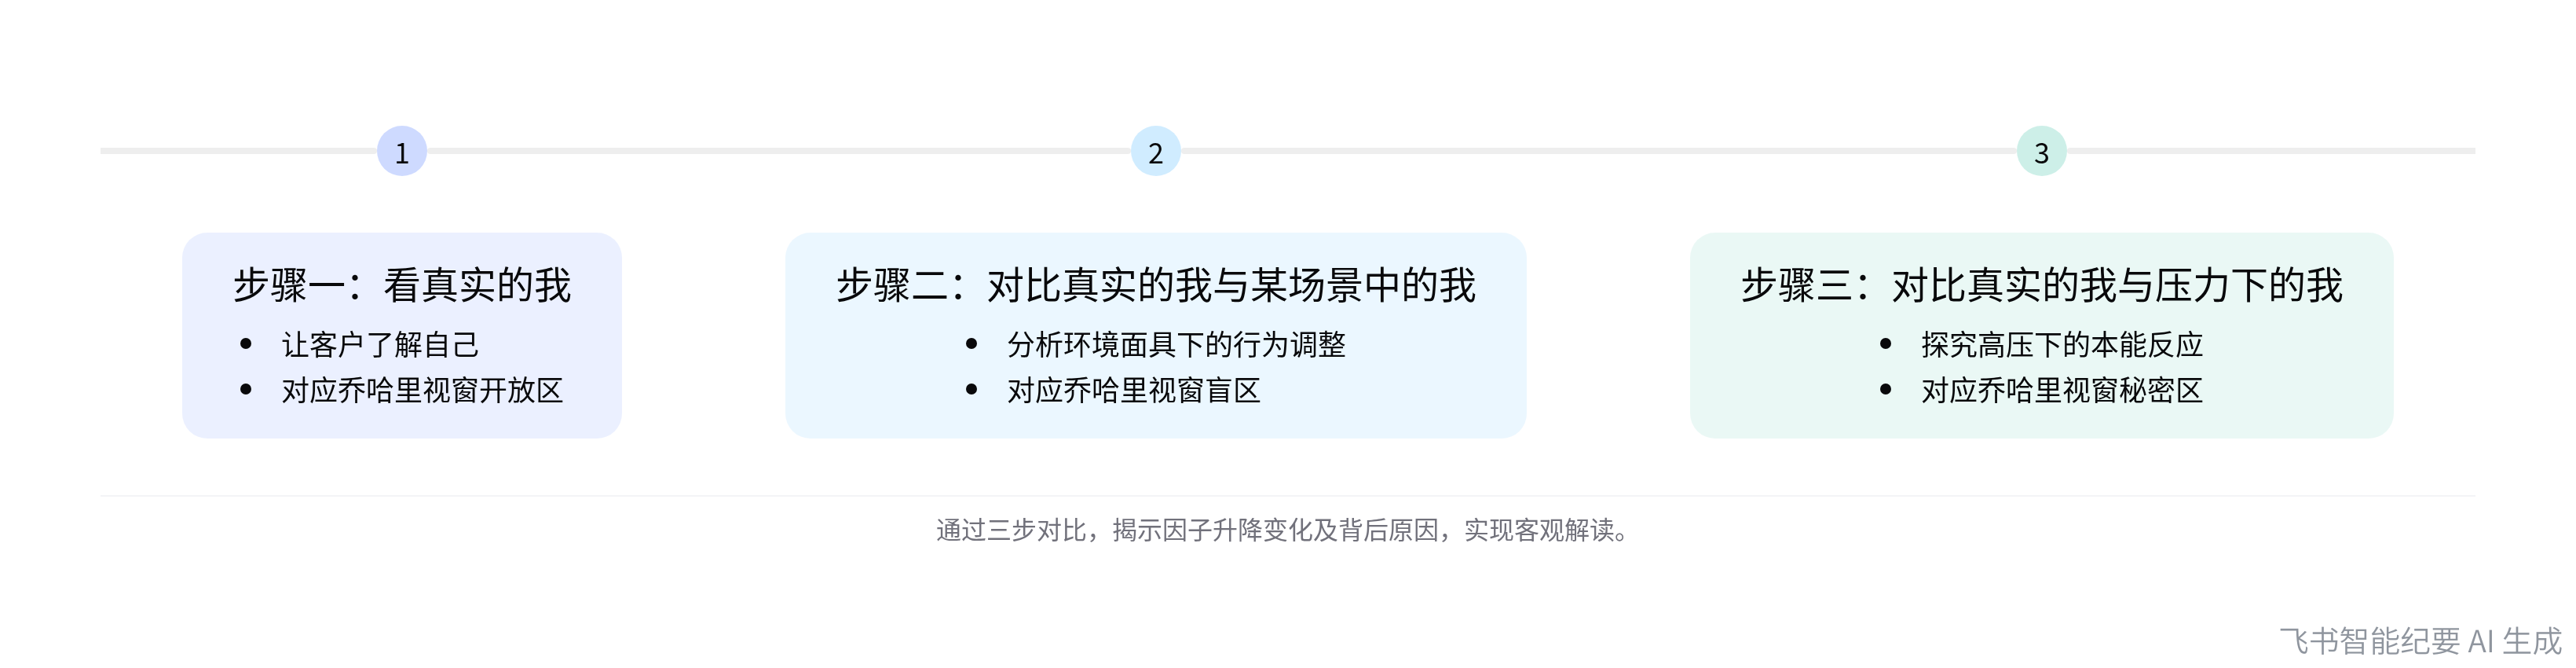 1
2
3
步骤一：看真实的我
• 让客户了解自己
• 对应乔哈里视窗开放区
步骤二：对比真实的我与某场景中的我
• 分析环境面具下的行为调整
• 对应乔哈里视窗盲区
步骤三：对比真实的我与压力下的我
• 探究高压下的本能反应
• 对应乔哈里视窗秘密区
通过三步对比，揭示因子升降变化及背后原因，实现客观解读。
飞书智能纪要 AI 生成